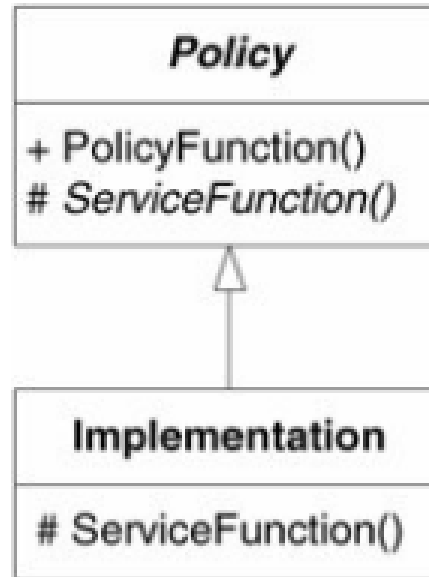 Policy
+ PolicyFunction()
# ServiceFunction()
Implementation
# ServiceFunction()